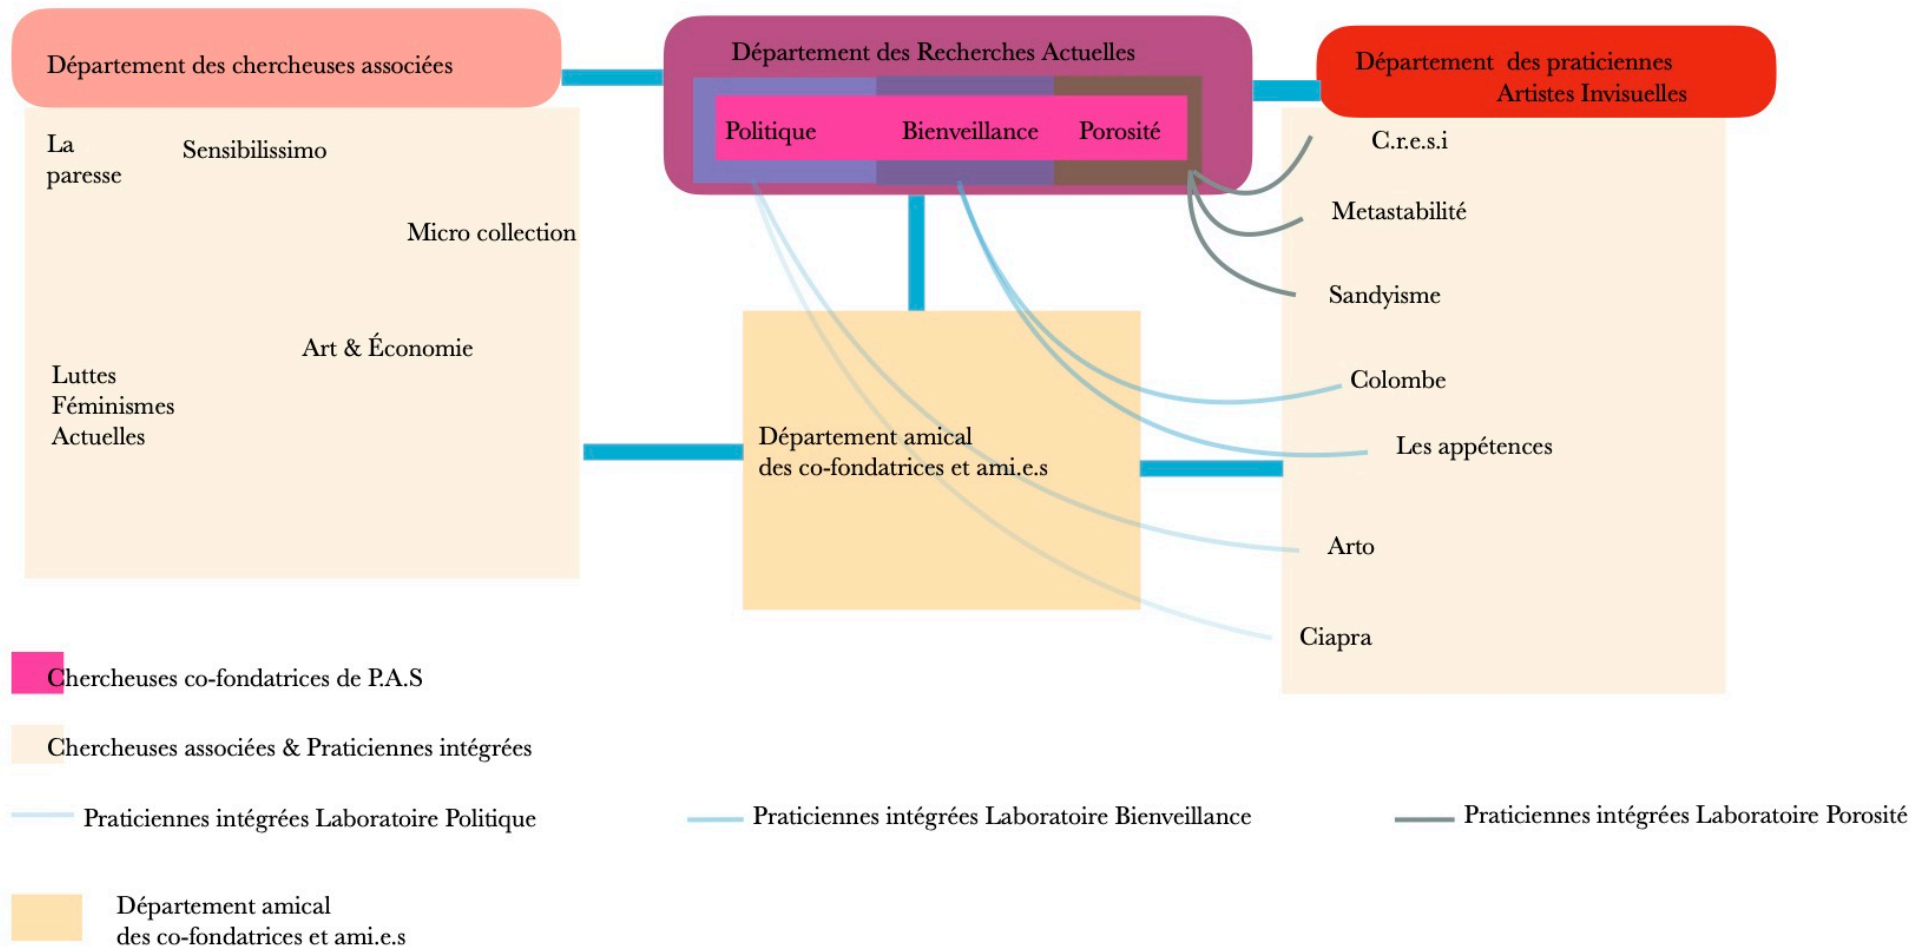 Département des chercheuses associées
La
paresse
Sensibilissimo
Micro collection
Art & Économie
Luttes
Féminismes
Actuelles
Département des Recherches Actuelles
Politique
Bienveillance
Porosité
Département amical
des co-fondatrices et ami.e.s
Département des praticiennes
Artistes Invisuelles
C.r.e.s.i
Metastabilité
Sandyisme
Colombe
Les appétences
Arto
Ciapra
Chercheuses co-fondatrices de P.A.S
Chercheuses associées & Praticiennes intégrées
Praticiennes intégrées Laboratoire Politique
Praticiennes intégrées Laboratoire Bienveillance
Praticiennes intégrées Laboratoire Porosité
Département amical
des co-fondatrices et ami.e.s